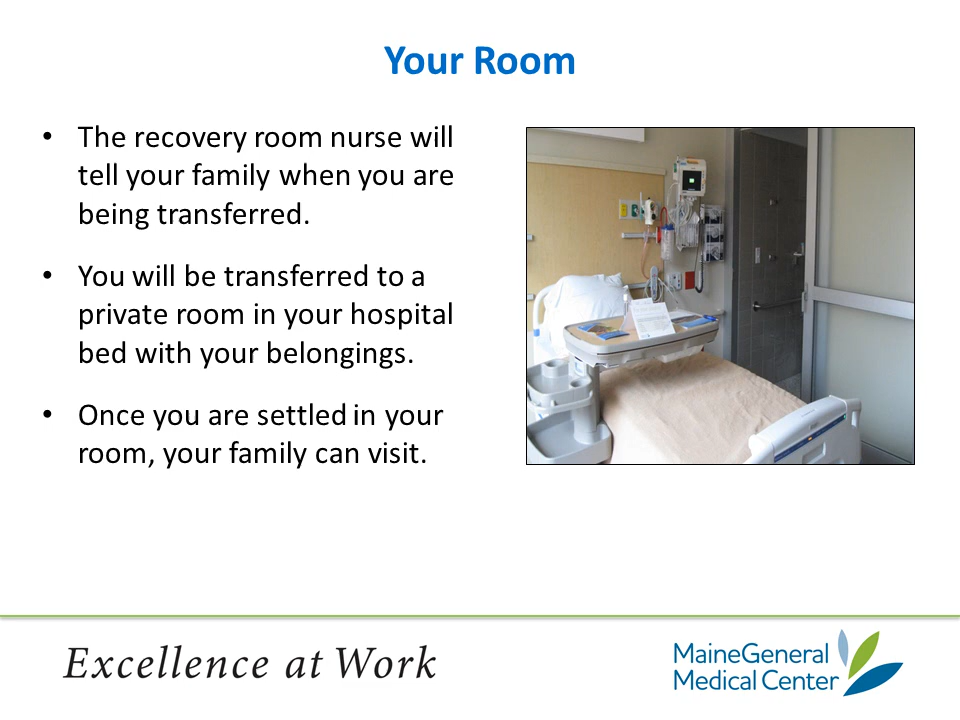 Your Room
• The recovery room nurse will
tell your family when you are
being transferred.
• You will be transferred to a
private room in your hospital
bed with your belongings.
• Once you are settled in your
room, your family can visit.
Excellence at Work
MaineGeneral
Medical Center